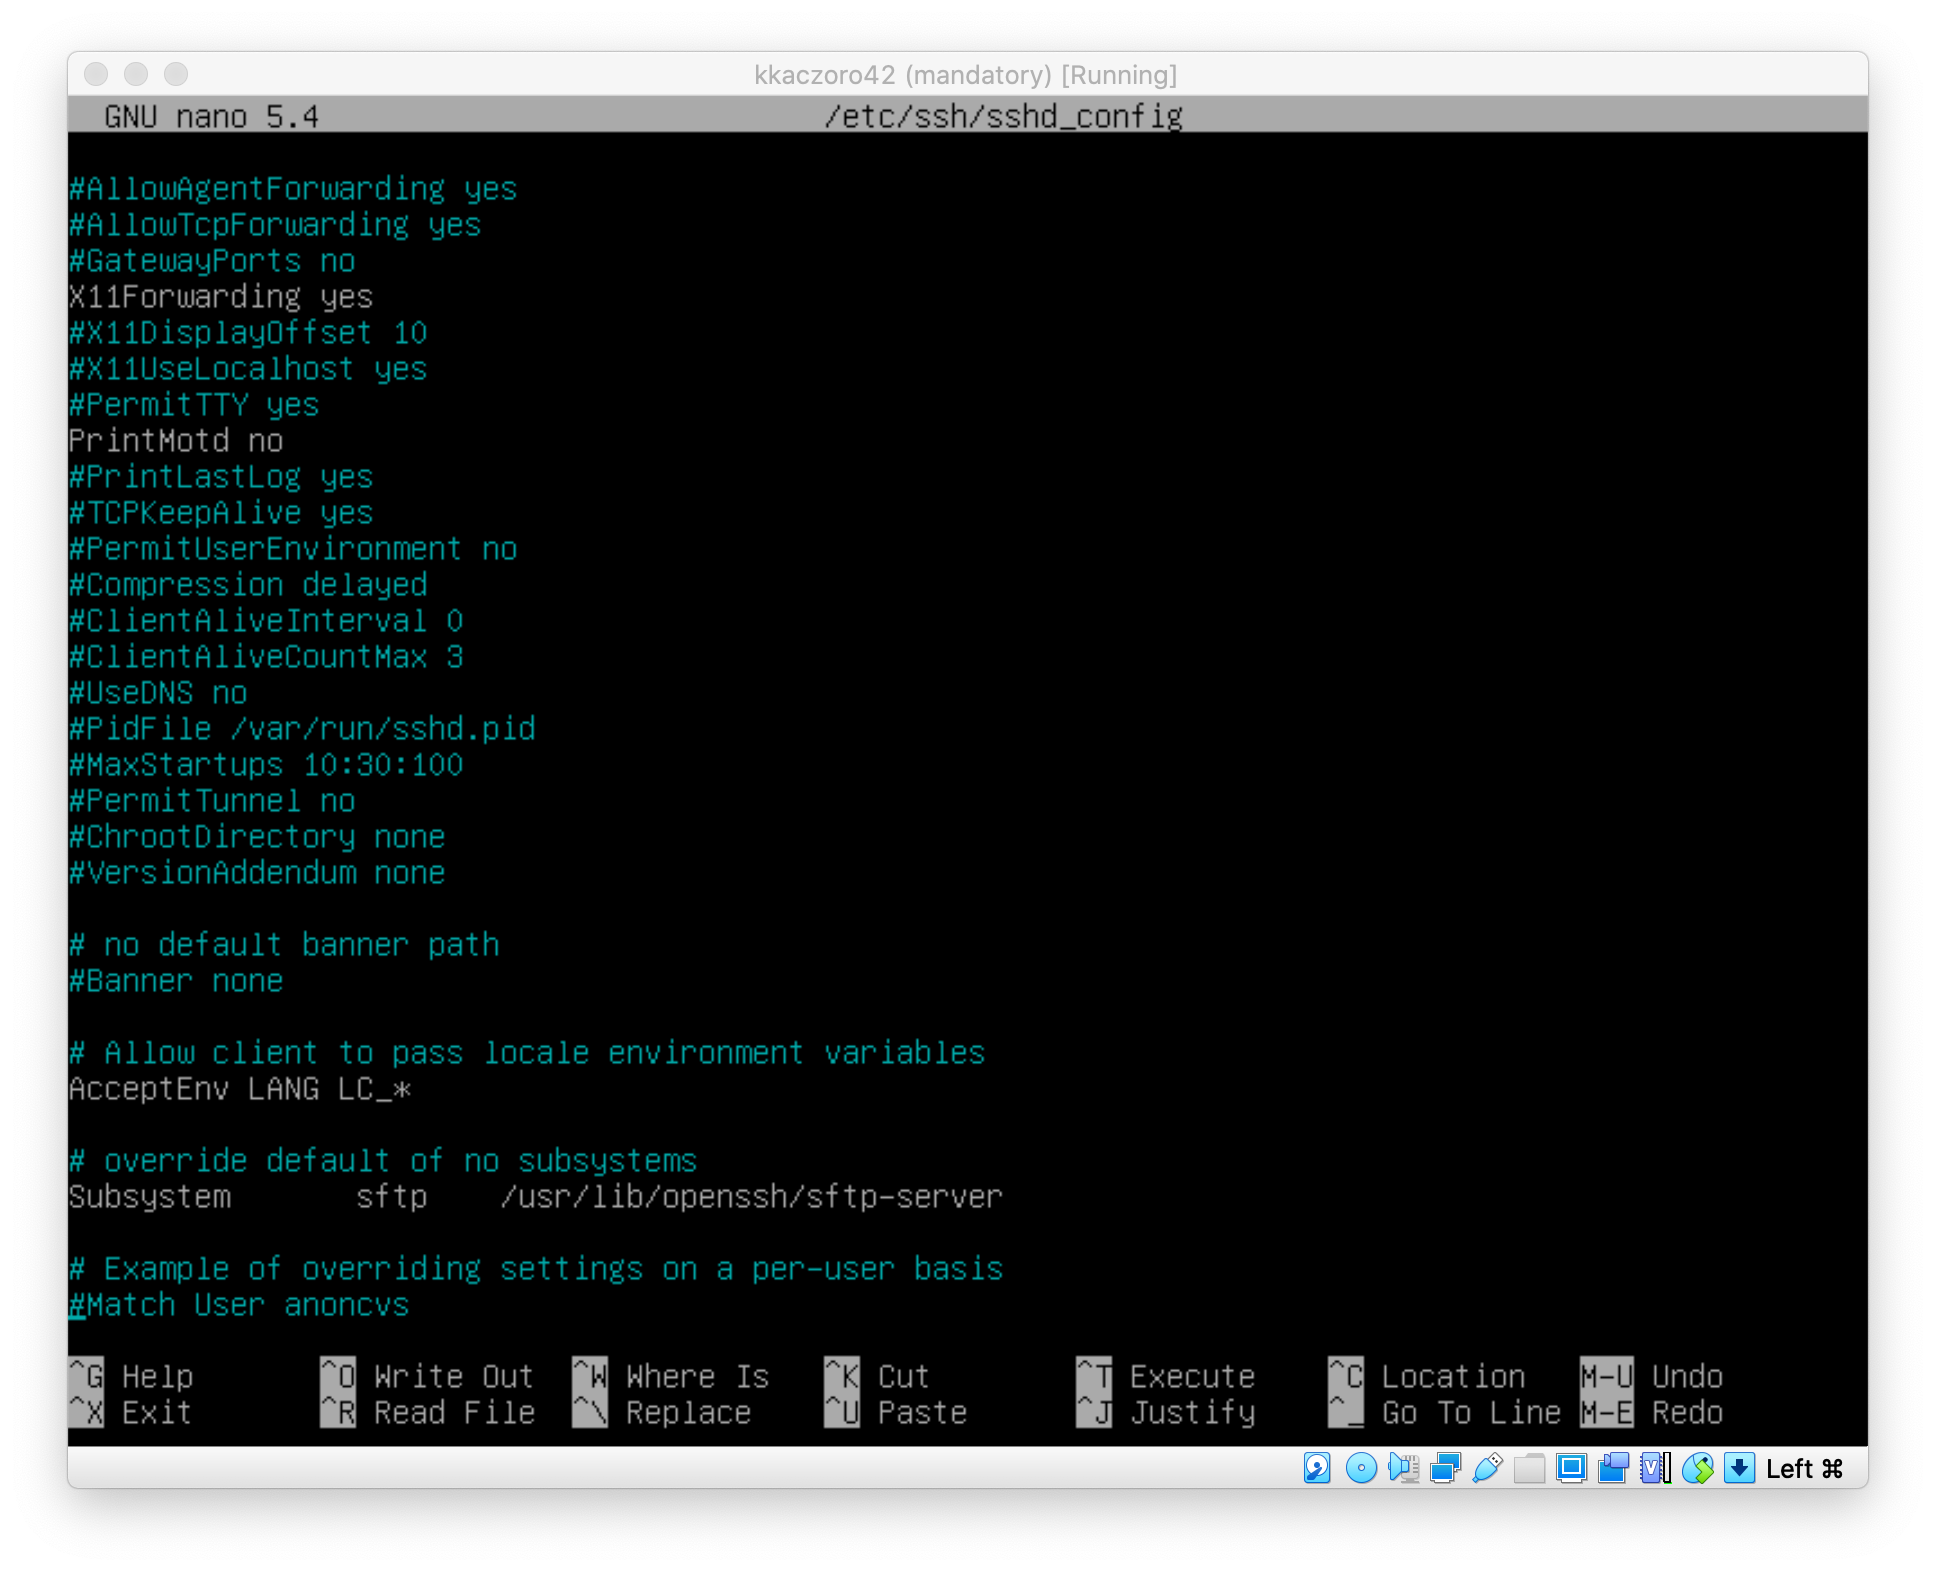 kkaczoro42 (mandatory) [Running]
GNU nano 5.4 /etc/ssh/sshd_config
#AllowAgentForwarding yes
#AllowTcpForwarding yes
#GatewayPorts no
X11Forwarding yes
#X11DisplayOffset 10
#X11UseLocalhost yes
#PermitTTY yes
PrintMotd no
#PrintLastLog yes
#TCPKeepAlive yes
#PermitUserEnvironment no
#Compression delayed
#ClientAliveInterval 0
#ClientAliveCountMax 3
#UseDNS no
#PidFile /var/run/sshd.pid
#MaxStartups 10:30:100
#PermitTunnel no
#ChrootDirectory none
#VersionAddendum none
# no default banner path
#Banner none
# Allow client to pass locale environment variables
AcceptEnv LANG LC_*
# override default of no subsystems
Subsystem sftp /usr/lib/openssh/sftp-server
# Example of overriding settings on a per-user basis
#Match User anoncvs
^G Help ^O Write Out ^W Where Is ^K Cut ^T Execute ^C Location M-U Undo
^X Exit ^R Read File ^\ Replace ^U Paste ^J Justify ^_ Go To Line M-E Redo
Left ⌘